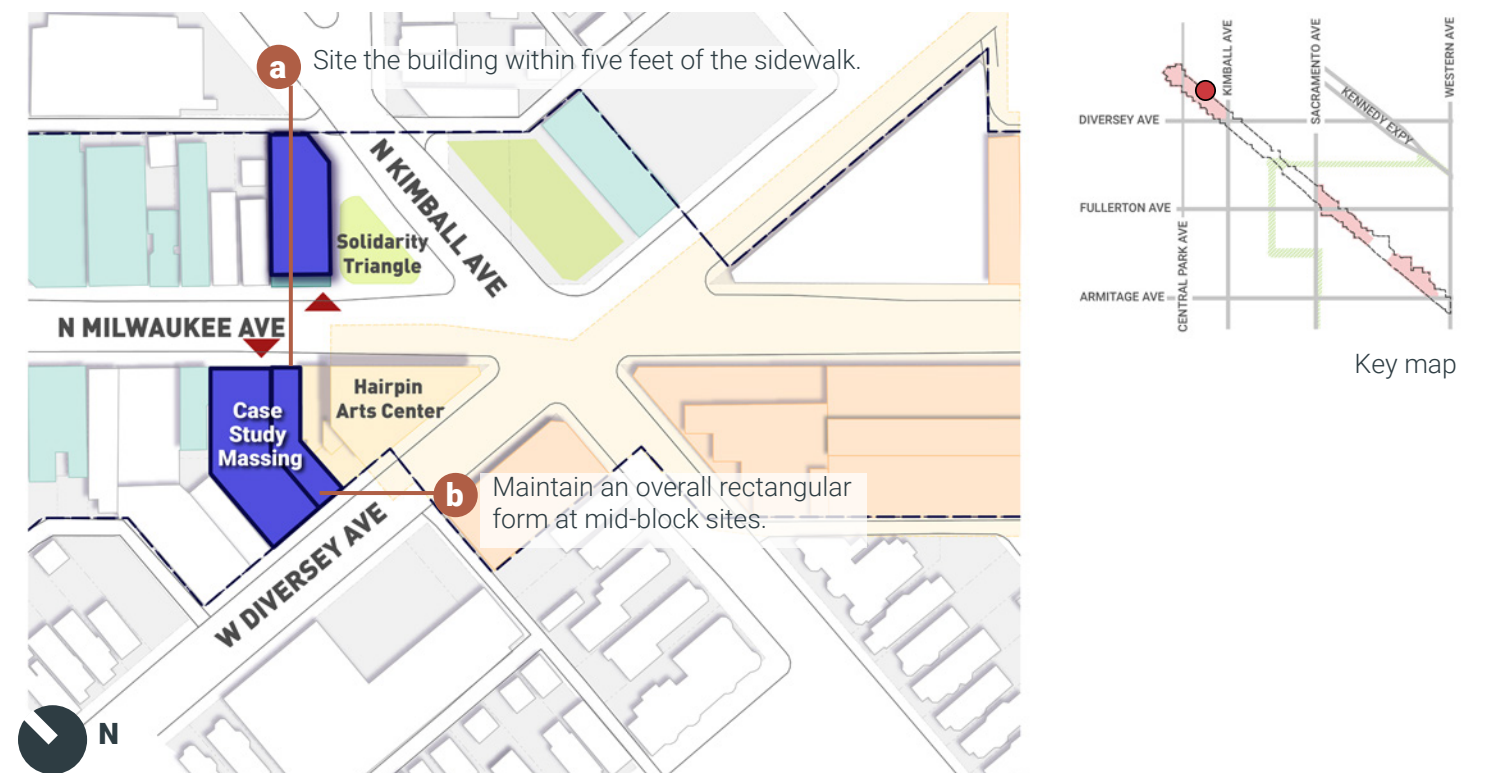 a
Site the building within five feet of the sidewalk.
N KIMBALL AVE
Solidarity
Triangle
N MILWAUKEE AVE
Hairpin
Arts Center
Case
Study
Massing
b
Maintain an overall rectangular
form at mid-block sites.
W DIVERSEY AVE
N
KIMBALL AVE
SACRAMENTO AVE
WESTERN AVE
KENNEDY EXPY
DIVERSEY AVE
FULLERTON AVE
CENTRAL PARK AVE
ARMITAGE AVE
Key map